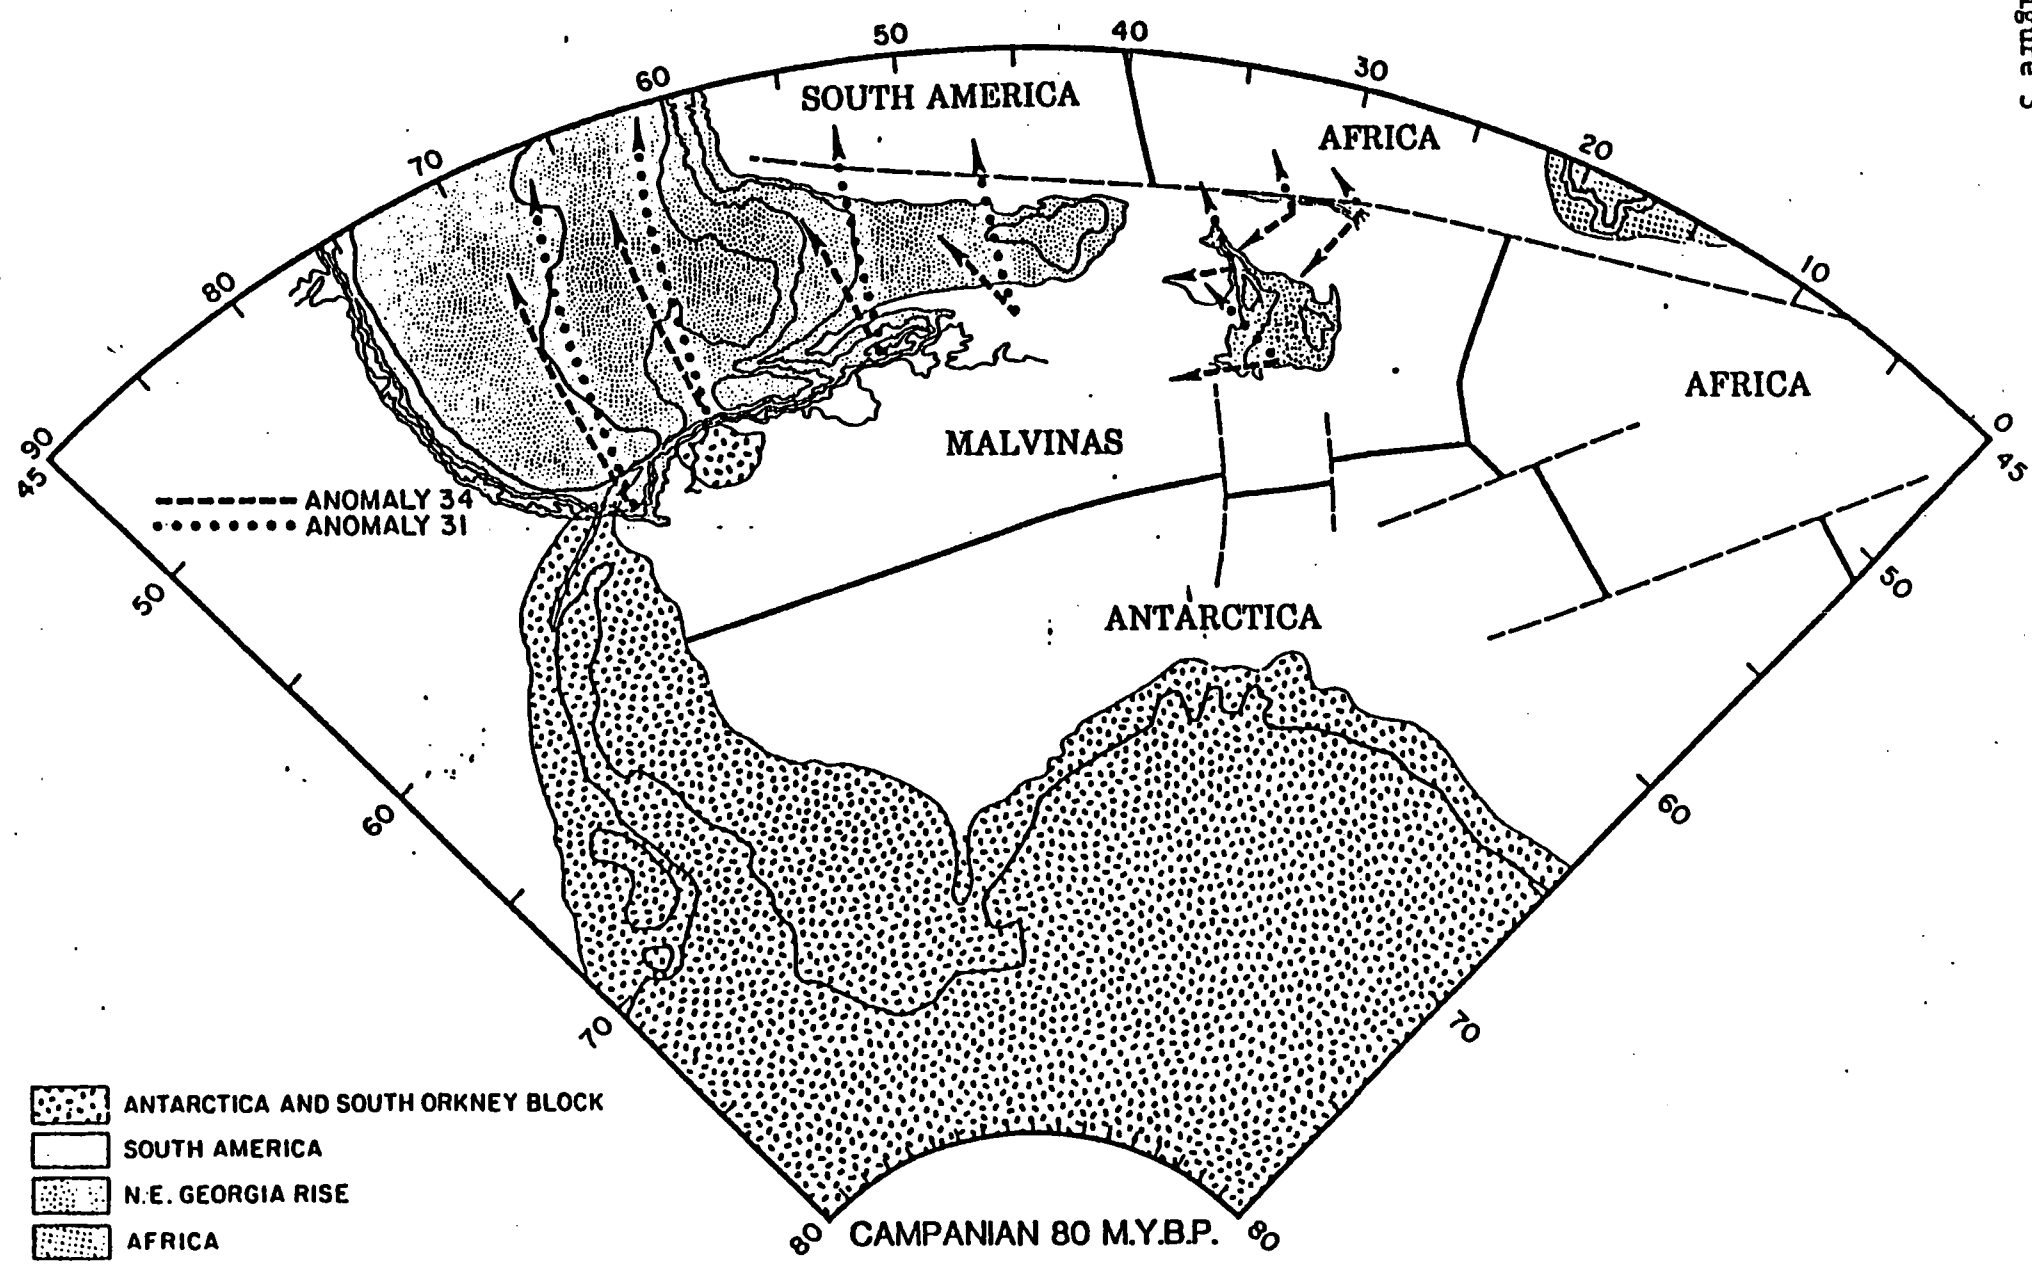 50
40
60
30
SOUTH AMERICA
AFRICA
70
20
80
10
AFRICA
90
0
45
MALVINAS
45
ANOMALY 34
ANOMALY 31
50
50
ANTARCTICA
60
60
70
70
ANTARCTICA AND SOUTH ORKNEY BLOCK
SOUTH AMERICA
N.E. GEORGIA RISE
AFRICA
80
CAMPANIAN 80 M.Y.B.P.
80